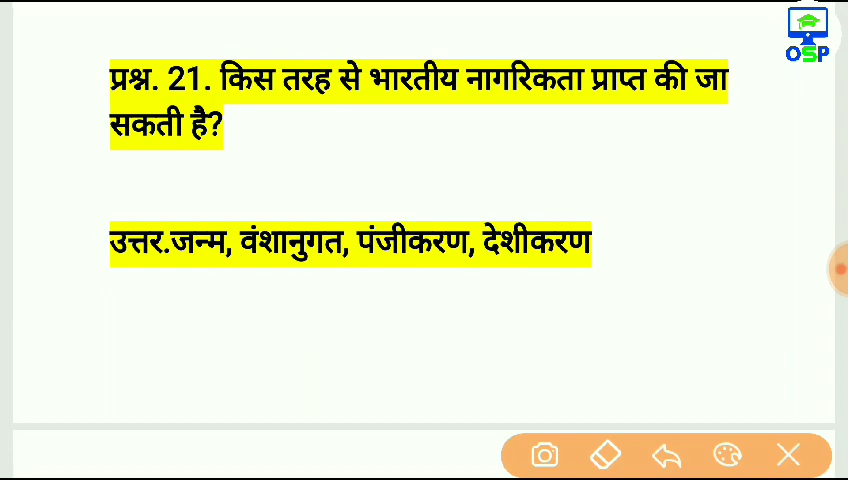 OSP
प्रश्न. 21. किस तरह से भारतीय नागरिकता प्राप्त की जा
सकती है?
उत्तर.जन्म, वंशानुगत, पंजीकरण, देशीकरण